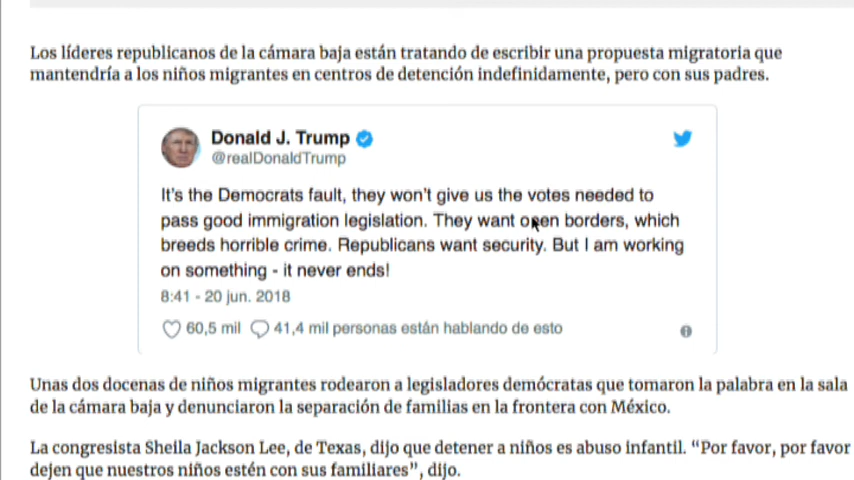 Los líderes republicanos de la cámara baja están tratando de escribir una propuesta migratoria que
mantendría a los niños migrantes en centros de detención indefinidamente, pero con sus padres.
Donald J. Trump
@realDonaldTrump
It's the Democrats fault, they won't give us the votes needed to
pass good immigration legislation. They want open borders, which
breeds horrible crime. Republicans want security. But I am working
on something - it never ends!
8:41 - 20 jun. 2018
60,5 mil 41,4 mil personas están hablando de esto
Unas dos docenas de niños migrantes rodearon a legisladores demócratas que tomaron la palabra en la sala
de la cámara baja y denunciaron la separación de familias en la frontera con México.
La congresista Sheila Jackson Lee, de Texas, dijo que detener a niños es abuso infantil. “Por favor, por favor
dejen que nuestros niños estén con sus familiares”, dijo.